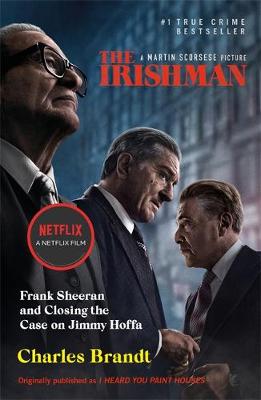 #1 TRUE CRIME
BESTSELLER
THE
A MARTIN SCORSESE PICTURE
IRISHMAN
NETFLIX
A NETFLIX FILM
Frank Sheeran
and Closing the
Case on Jimmy Hoffa
Charles Brandt
Originally published as I HEARD YOU PAINT HOUSES